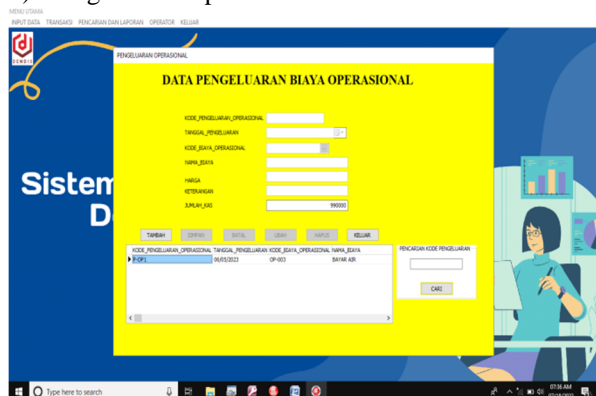 MENU UTAMA
INPUT DATA TRANSAKSI PENCARIAN DAN LAPORAN OPERATOR KELUAR
DEMDIS
PENGELUARAN OPERASIONAL
DATA PENGELUARAN BIAYA OPERASIONAL
KODE_PENGELUARAN_OPERASIONAL
TANGGAL_PENGELUARAN
KODE_BIAYA_OPERASIONAL
NAMA_BIAYA
HARGA
KETERANGAN
JUMLAH_KAS 990000
Sistem
D
TAMBAH SIMPAN BATAL UBAH HAPUS KELUAR
KODE_PENGELUARAN_OPERASIONAL TANGGAL_PENGELUARAN KODE_BIAYA_OPERASIONAL NAMA_BIAYA
P-OP1 06/05/2023 OP-003 BAYAR AIR
PENCARIAN KODE PENGELUARAN
CARI
Type here to search
07:36 AM